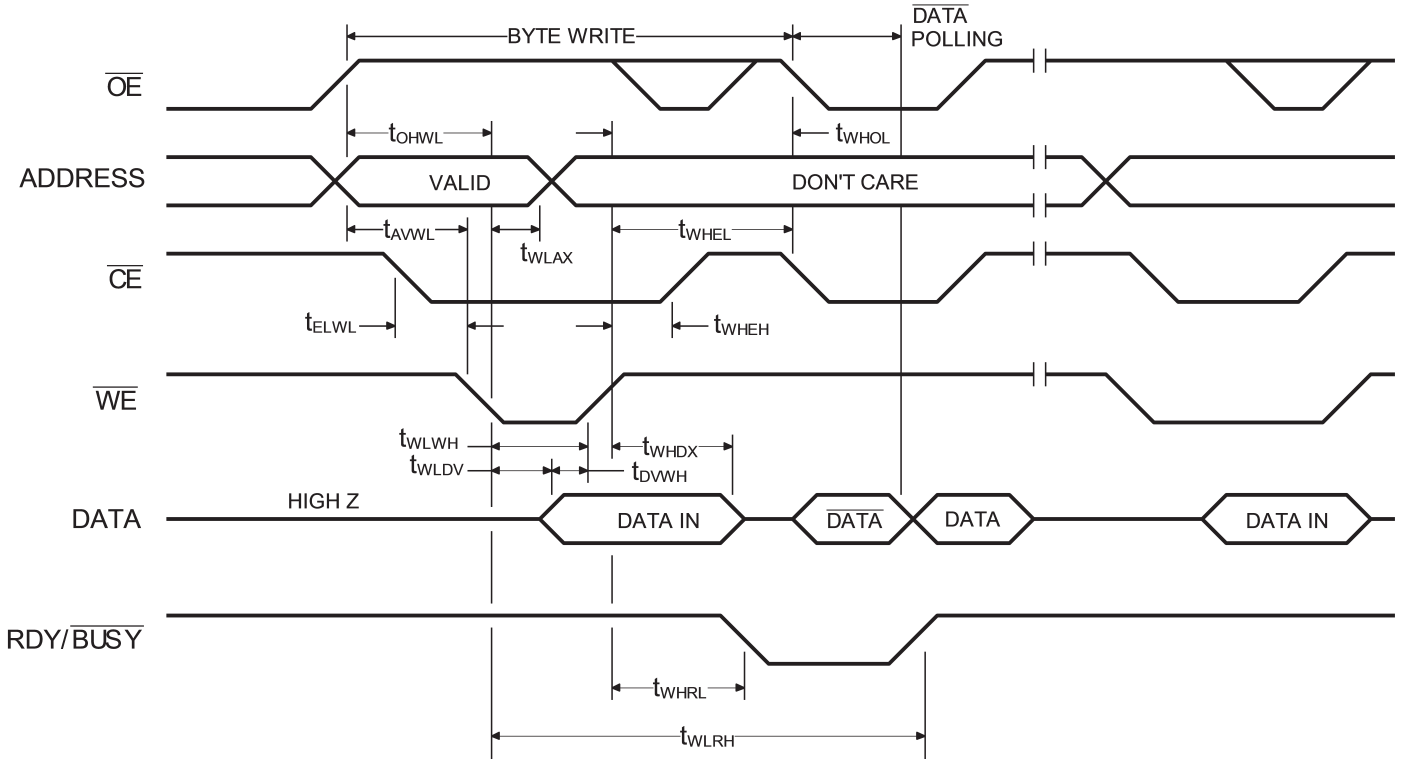 DATA
BYTE WRITE
POLLING
OE
tOHWL
tWHOL
ADDRESS
VALID
DON'T CARE
tAVWL
tWHEL
tWLAX
CE
tELWL
tWHEH
WE
tWLWH
tWHDX
tWLDV
tDVWH
HIGH Z
DATA
DATA IN
DATA
DATA
DATA IN
RDY/BUSY
tWHRL
tWLRH